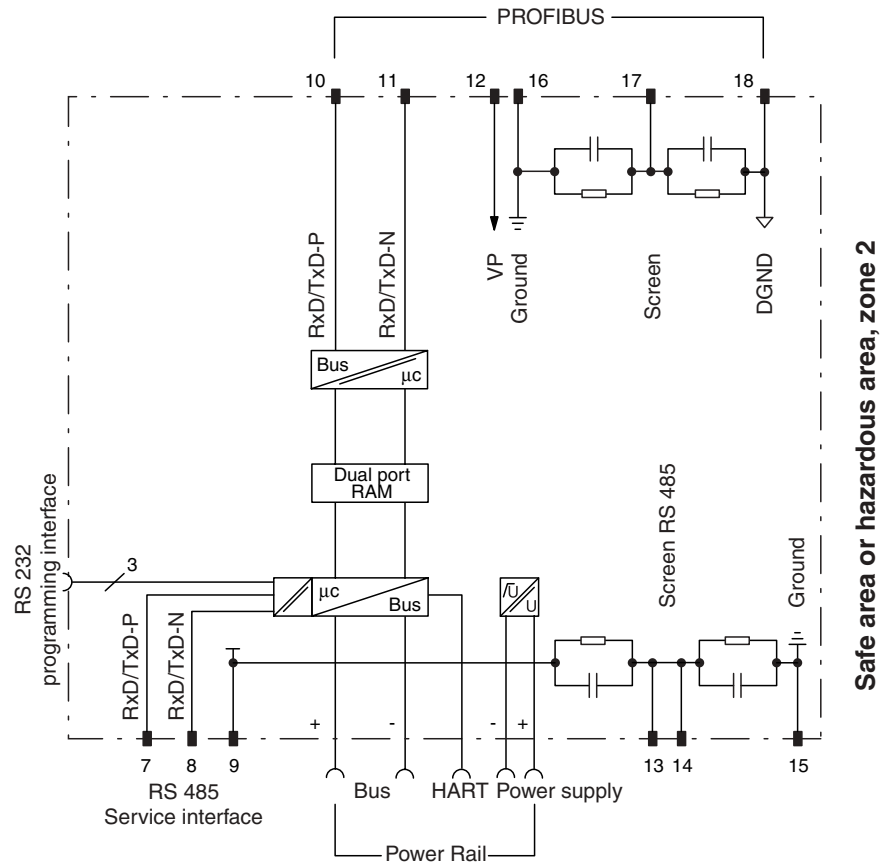 PROFIBUS
10 11 12 16 17 18
RxD/TxD-P
RxD/TxD-N
VP
Ground
Screen
DGND
Bus
µc
Dual port
RAM
RS 232
programming interface
3
µc
Bus
U
U
Screen RS 485
Ground
RxD/TxD-P
RxD/TxD-N
+ - - +
7 8 9 13 14 15
RS 485
Service interface
Bus HART Power supply
Power Rail
Safe area or hazardous area, zone 2